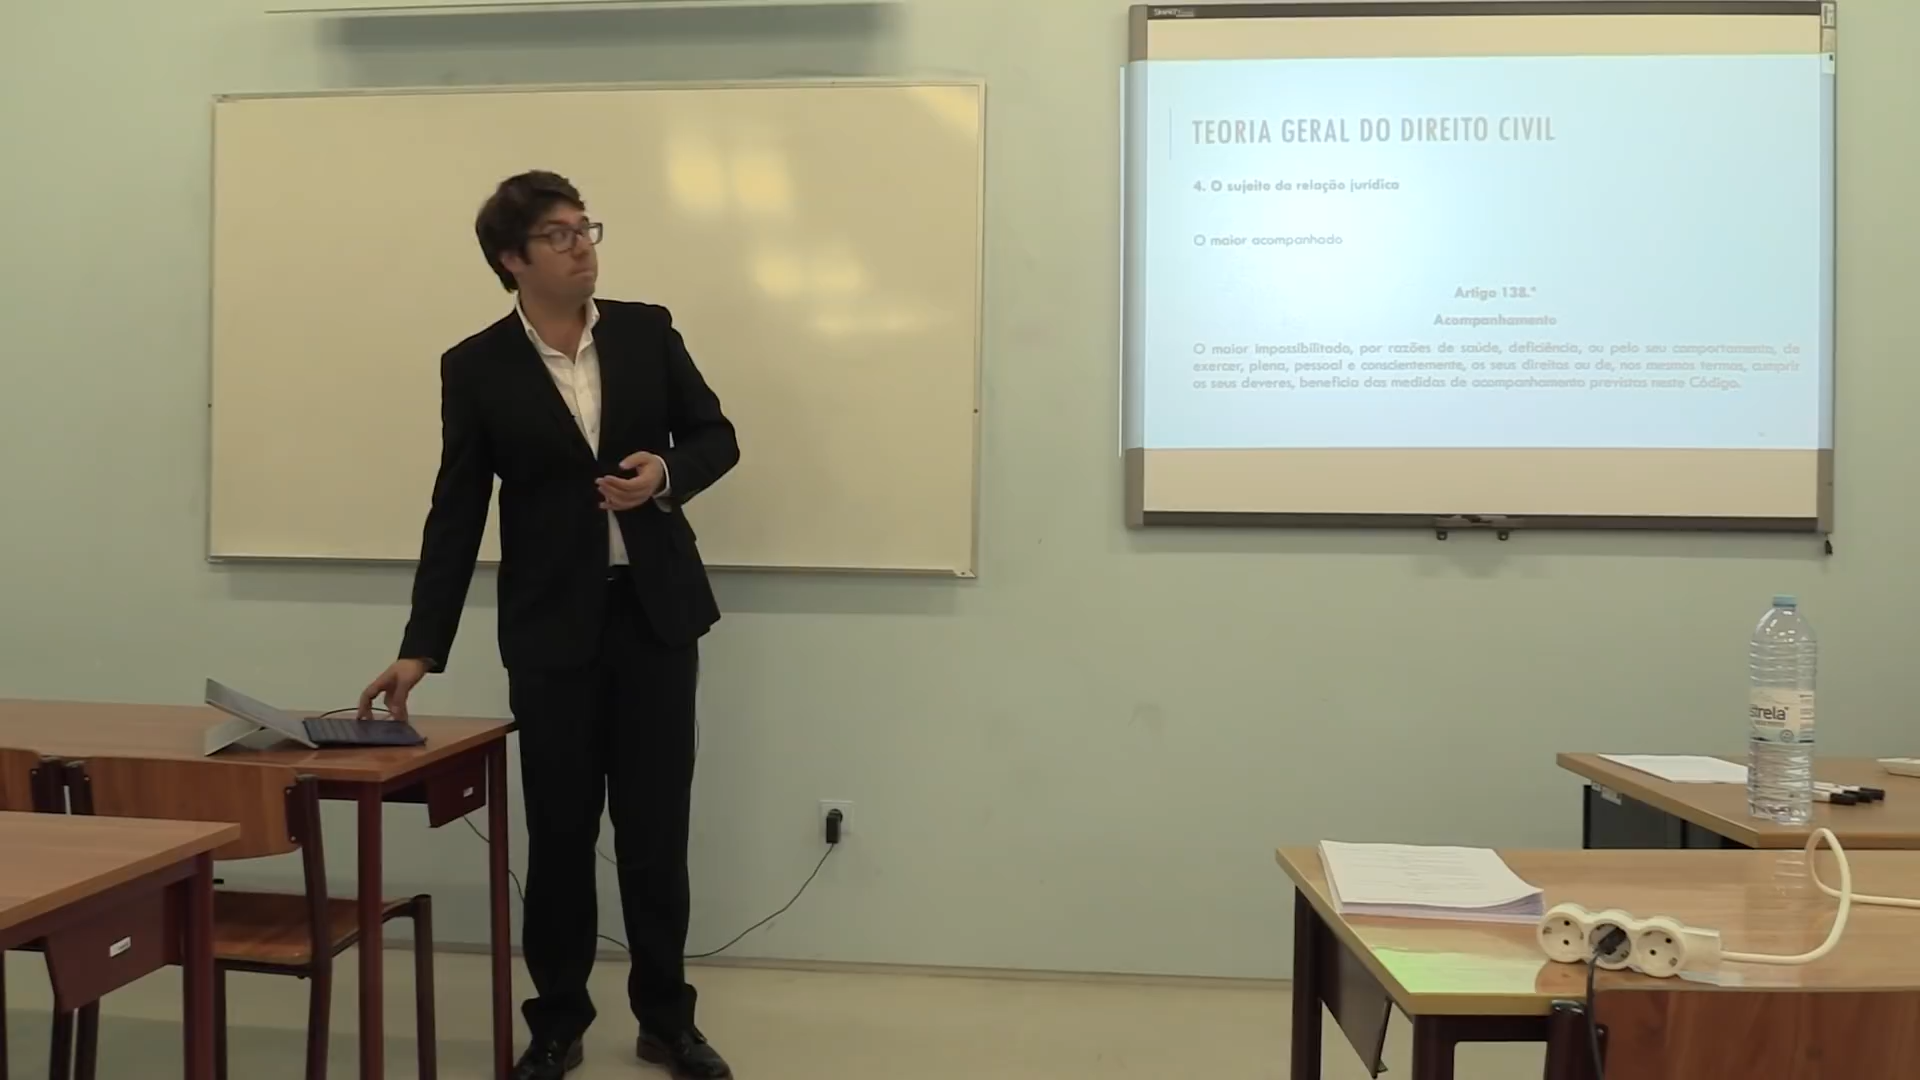 TEORIA GERAL DO DIREITO CIVIL
4. O sujeito da relação jurídica
O maior acompanhado
Artigo 138.º
Acompanhamento
O maior impossibilitado, por razões de saúde, deficiência, ou pelo seu comportamento, de
exercer, plena, pessoal e conscientemente, os seus direitos ou de, nos mesmos termos, cumprir
os seus deveres, beneficia das medidas de acompanhamento previstas neste Código.
strela